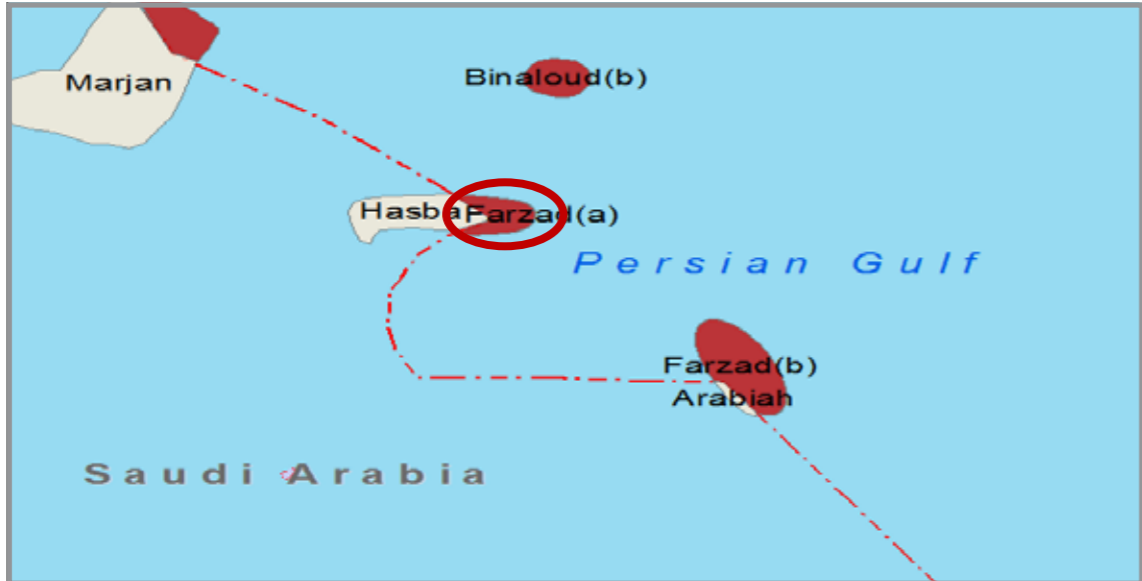 Marjan
Binaloud(b)
Hasba
Farzad(a)
Persian Gulf
Farzad(b)
Arabiah
Saudi Arabia